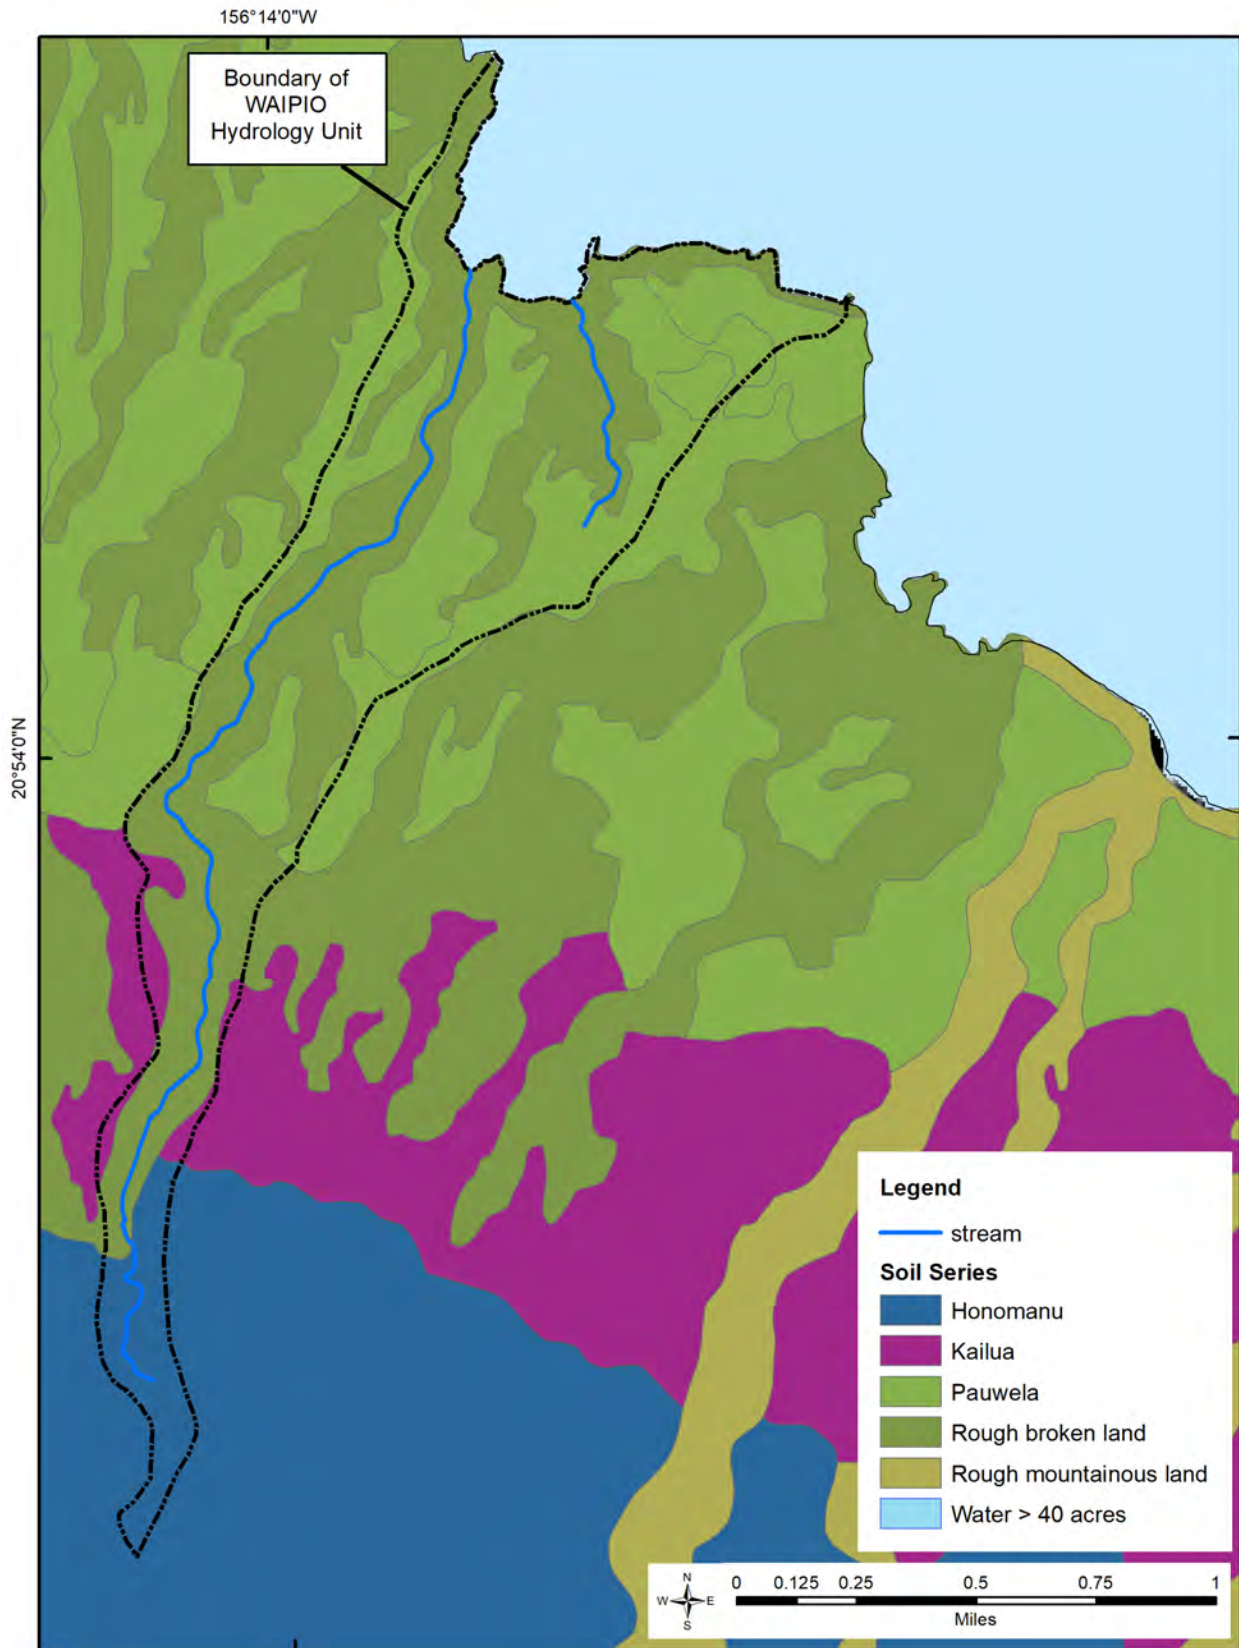 156°14'0"W
Boundary of
WAIPIO
Hydrology Unit
20°54'0"N
Legend
stream
Soil Series
Honomanu
Kailua
Pauwela
Rough broken land
Rough mountainous land
Water > 40 acres
N
W E
S
0 0.125 0.25 0.5 0.75 1
Miles